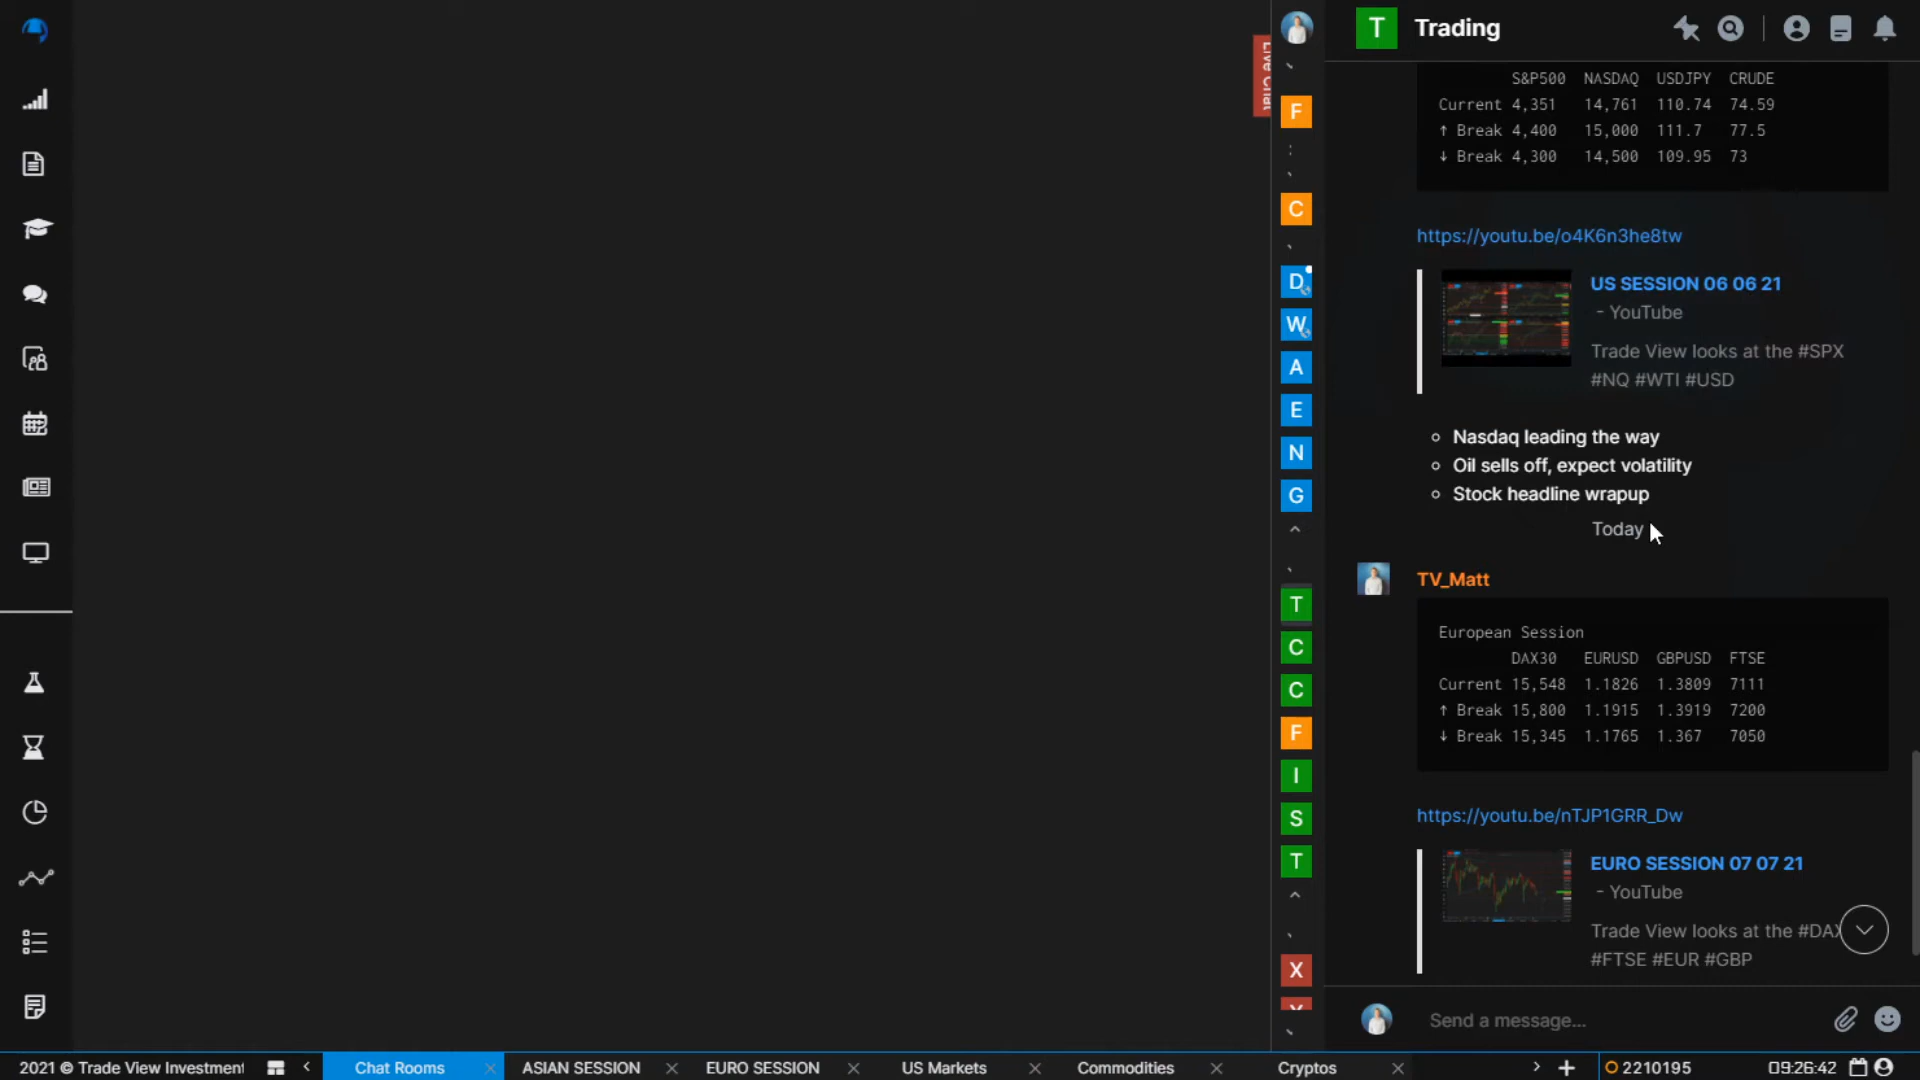 T Trading
S&P500 NASDAQ USDJPY CRUDE
Current 4,351 14,761 110.74 74.59
↑ Break 4,400 15,000 111.7 77.5
↓ Break 4,300 14,500 109.95 73
https://youtu.be/o4K6n3he8tw
US SESSION 06 06 21
- YouTube
Trade View looks at the #SPX
#NQ #WTI #USD
Nasdaq leading the way
Oil sells off, expect volatility
Stock headline wrapup
Today
TV_Matt
European Session
DAX30 EURUSD GBPUSD FTSE
Current 15,548 1.1826 1.3809 7111
↑ Break 15,800 1.1915 1.3919 7200
↓ Break 15,345 1.1765 1.367 7050
https://youtu.be/nTJP1GRR_Dw
EURO SESSION 07 07 21
- YouTube
Trade View looks at the #DAX
#FTSE #EUR #GBP
Send a message...
Live Chat
F
C
D
W
A
E
N
G
T
C
C
F
I
S
T
X
2021 © Trade View Investment
Chat Rooms
ASIAN SESSION
EURO SESSION
US Markets
Commodities
Cryptos
2210195
09:26:42